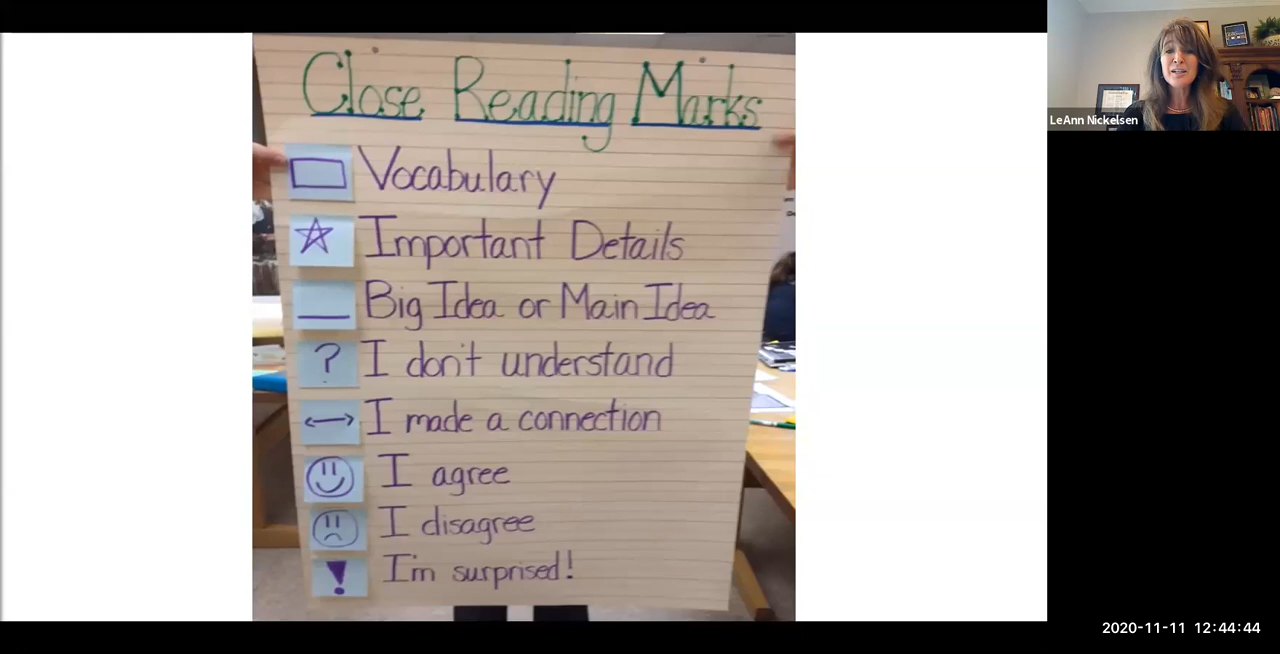 Close Reading Marks
Vocabulary
Important Details
Big Idea or Main Idea
? I don't understand
I made a connection
I agree
I disagree
! I'm surprised!
LeAnn Nickelsen
2020-11-11 12:44:44